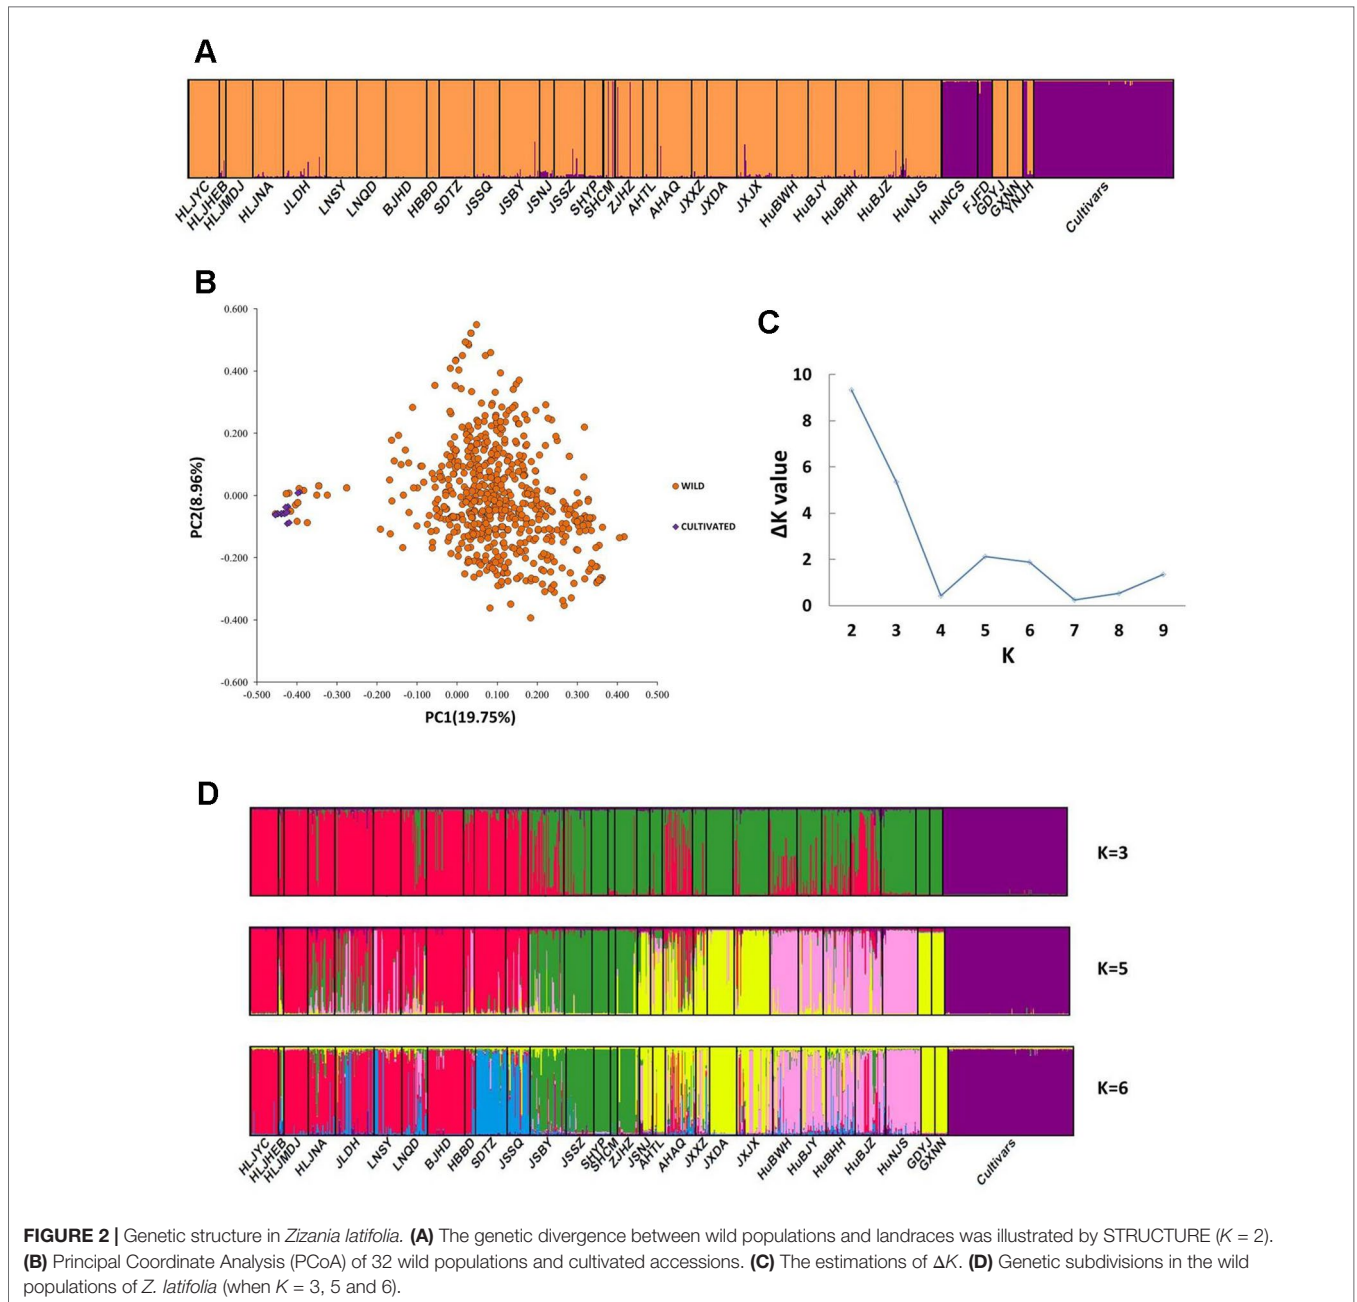 A
HLJYC HLJHEB HLJMDJ HLJNA JLDH LNSY LNQD BJHD HBBD SDTZ JSSQ JSBY JSNJ JSSZ SHYP SHCM ZJHZ AHTL AHAQ JXXZ JXDA JXJX HuBWH HuBJY HuBHH HuBJZ HuNJS HuNCS FJFD GDYJ GXNN YNJH Cultivars
B
0.600
0.400
0.200
0.000
-0.200
-0.400
-0.600
PC2(8.96%)
-0.500 -0.400 -0.300 -0.200 -0.100 0.000 0.100 0.200 0.300 0.400 0.500
PC1(19.75%)
WILD
CULTIVATED
C
10
8
6
4
2
0
ΔK value
2 3 4 5 6 7 8 9
K
D
K=3
K=5
K=6
HLJYC HLJHEB HLJMDJ HLJNA JLDH LNSY LNQD BJHD HBBD SDTZ JSSQ JSBY JSSZ SHYP SHCM ZJHZ JSNJ AHTL AHAQ JXXZ JXDA JXJX HuBWH HuBJY HuBHH HuBJZ HuNJS GDYJ GXNN Cultivars
FIGURE 2 | Genetic structure in Zizania latifolia. (A) The genetic divergence between wild populations and landraces was illustrated by STRUCTURE (K = 2).
(B) Principal Coordinate Analysis (PCoA) of 32 wild populations and cultivated accessions. (C) The estimations of ΔK. (D) Genetic subdivisions in the wild
populations of Z. latifolia (when K = 3, 5 and 6).